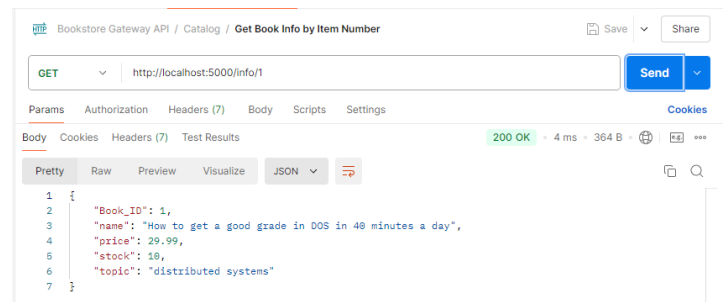 HTTP Bookstore Gateway API / Catalog / Get Book Info by Item Number Save Share
GET http://localhost:5000/info/1 Send
Params Authorization Headers (7) Body Scripts Settings Cookies
Body Cookies Headers (7) Test Results 200 OK • 4 ms • 364 B • e.g.
Pretty Raw Preview Visualize JSON
1 {
2 "Book_ID": 1,
3 "name": "How to get a good grade in DOS in 40 minutes a day",
4 "price": 29.99,
5 "stock": 10,
6 "topic": "distributed systems"
7 }